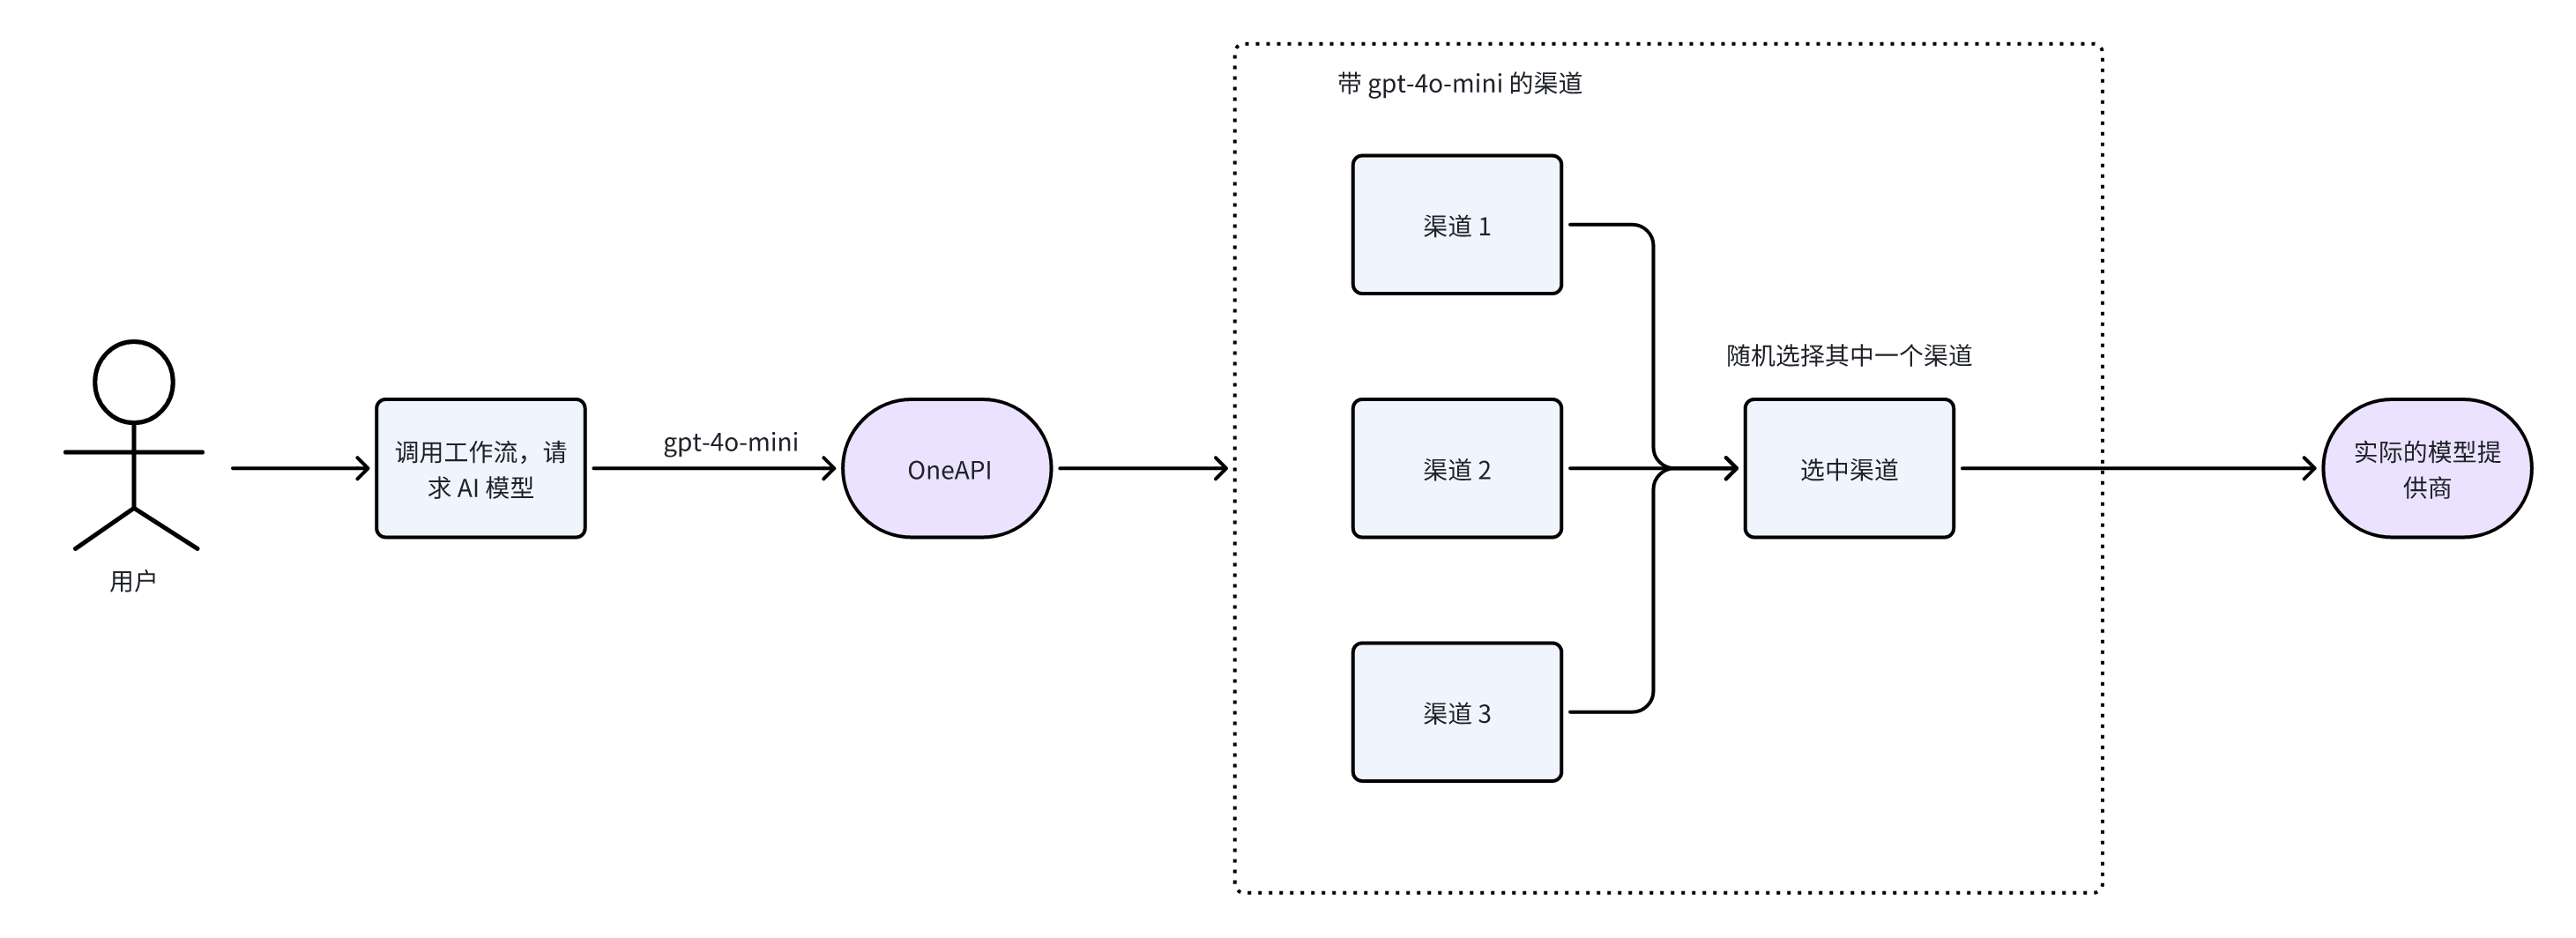 用户
调用工作流，请
求 AI 模型
gpt-4o-mini
OneAPI
带 gpt-4o-mini 的渠道
渠道 1
渠道 2
渠道 3
随机选择其中一个渠道
选中渠道
实际的模型提
供商